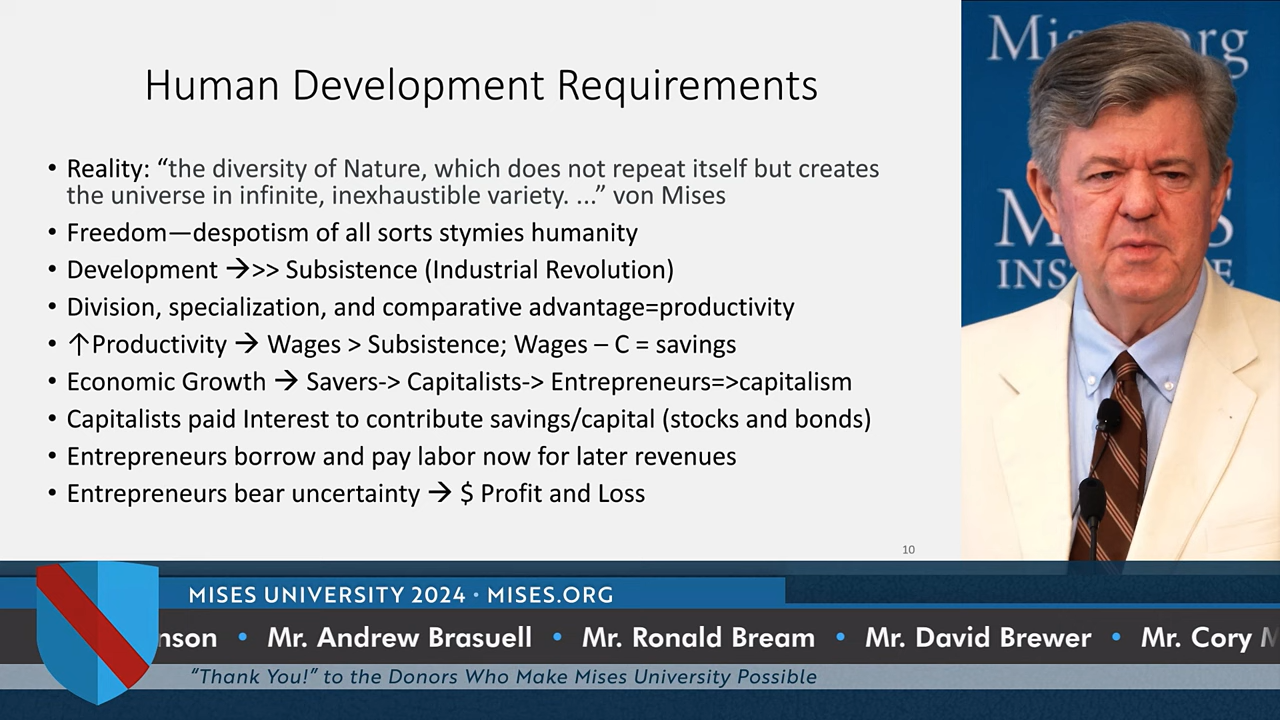 Human Development Requirements
• Reality: “the diversity of Nature, which does not repeat itself but creates
the universe in infinite, inexhaustible variety. ...” von Mises
• Freedom—despotism of all sorts stymies humanity
• Development →>> Subsistence (Industrial Revolution)
• Division, specialization, and comparative advantage=productivity
• ↑Productivity → Wages > Subsistence; Wages – C = savings
• Economic Growth → Savers-> Capitalists-> Entrepreneurs=>capitalism
• Capitalists paid Interest to contribute savings/capital (stocks and bonds)
• Entrepreneurs borrow and pay labor now for later revenues
• Entrepreneurs bear uncertainty → $ Profit and Loss
10
MISES UNIVERSITY 2024 • MISES.ORG
nson • Mr. Andrew Brasuell • Mr. Ronald Bream • Mr. David Brewer • Mr. Cory
“Thank You!” to the Donors Who Make Mises University Possible